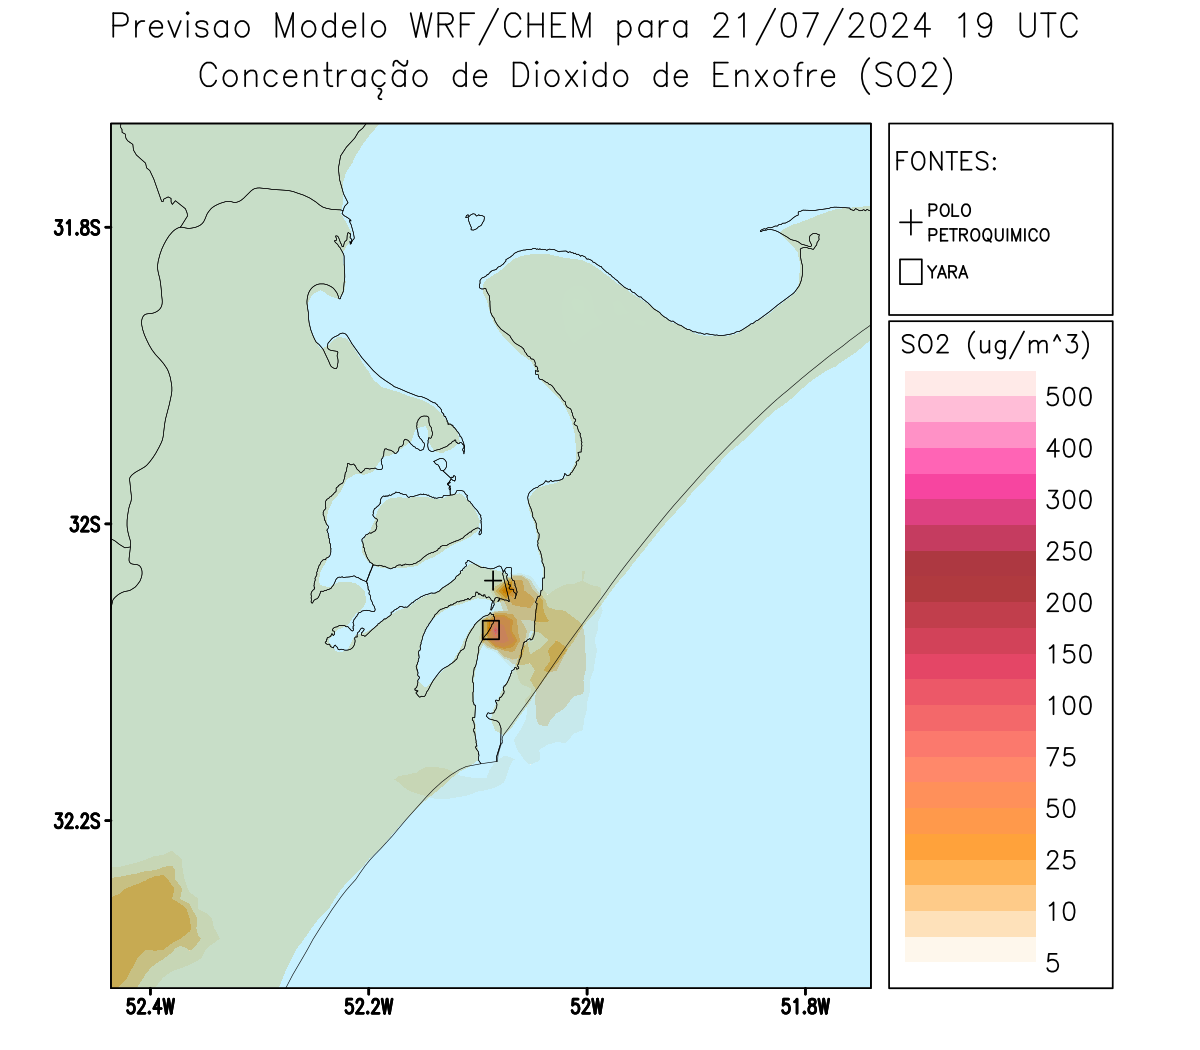 Previsao Modelo WRF/CHEM para 21/07/2024 19 UTC
Concentração de Dioxido de Enxofre (SO2)
FONTES:
POLO
PETROQUIMICO
YARA
SO2 (ug/m^3)
500
400
300
250
200
150
100
75
50
25
10
5
31.8S
32S
32.2S
52.4W
52.2W
52W
51.8W